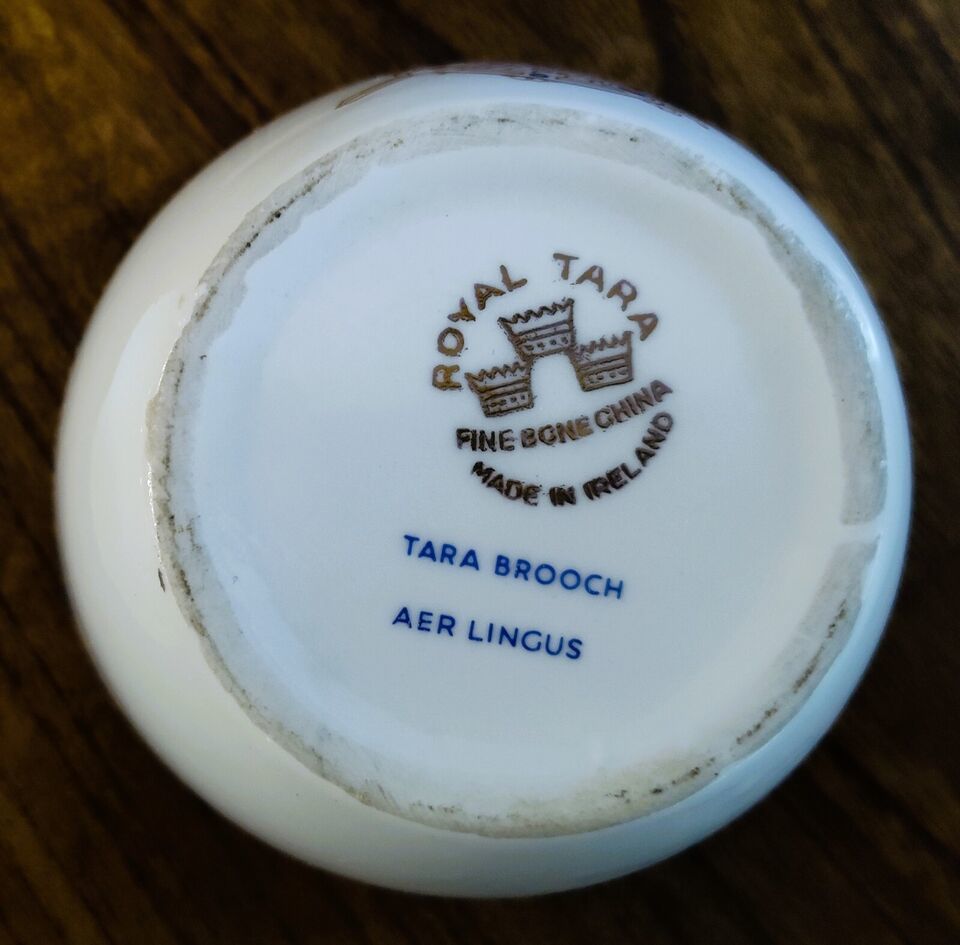 ROYAL TARA
FINE BONE CHINA
MADE IN IRELAND
TARA BROOCH
AER LINGUS